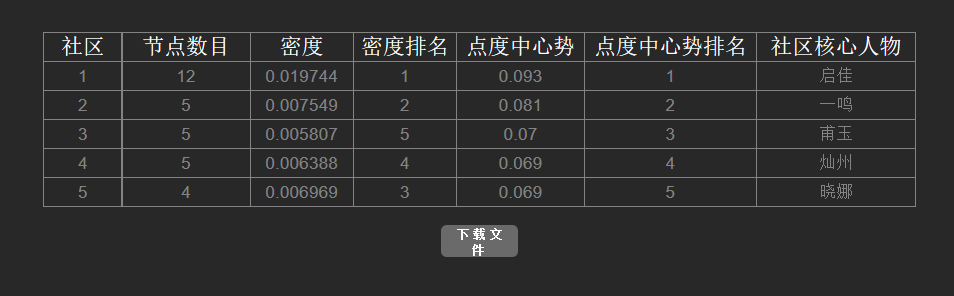 社区 节点数目 密度 密度排名 点度中心势 点度中心势排名 社区核心人物
1 12 0.019744 1 0.093 1 启佳
2 5 0.007549 2 0.081 2 一鸣
3 5 0.005807 5 0.07 3 甫玉
4 5 0.006388 4 0.069 4 灿州
5 4 0.006969 3 0.069 5 晓娜
下载文
件